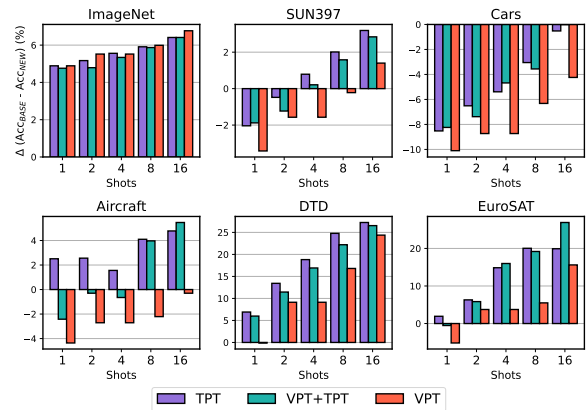 ImageNet
SUN397
Cars
Δ (Acc_BASE - Acc_NEW) (%)
6
4
2
0
1 2 4 8 16
Shots
2
0
−2
1 2 4 8 16
Shots
0
−2
−4
−6
−8
−10
1 2 4 8 16
Shots
Aircraft
DTD
EuroSAT
4
2
0
−2
−4
1 2 4 8 16
Shots
25
20
15
10
5
0
1 2 4 8 16
Shots
20
10
0
1 2 4 8 16
Shots
TPT VPT+TPT VPT